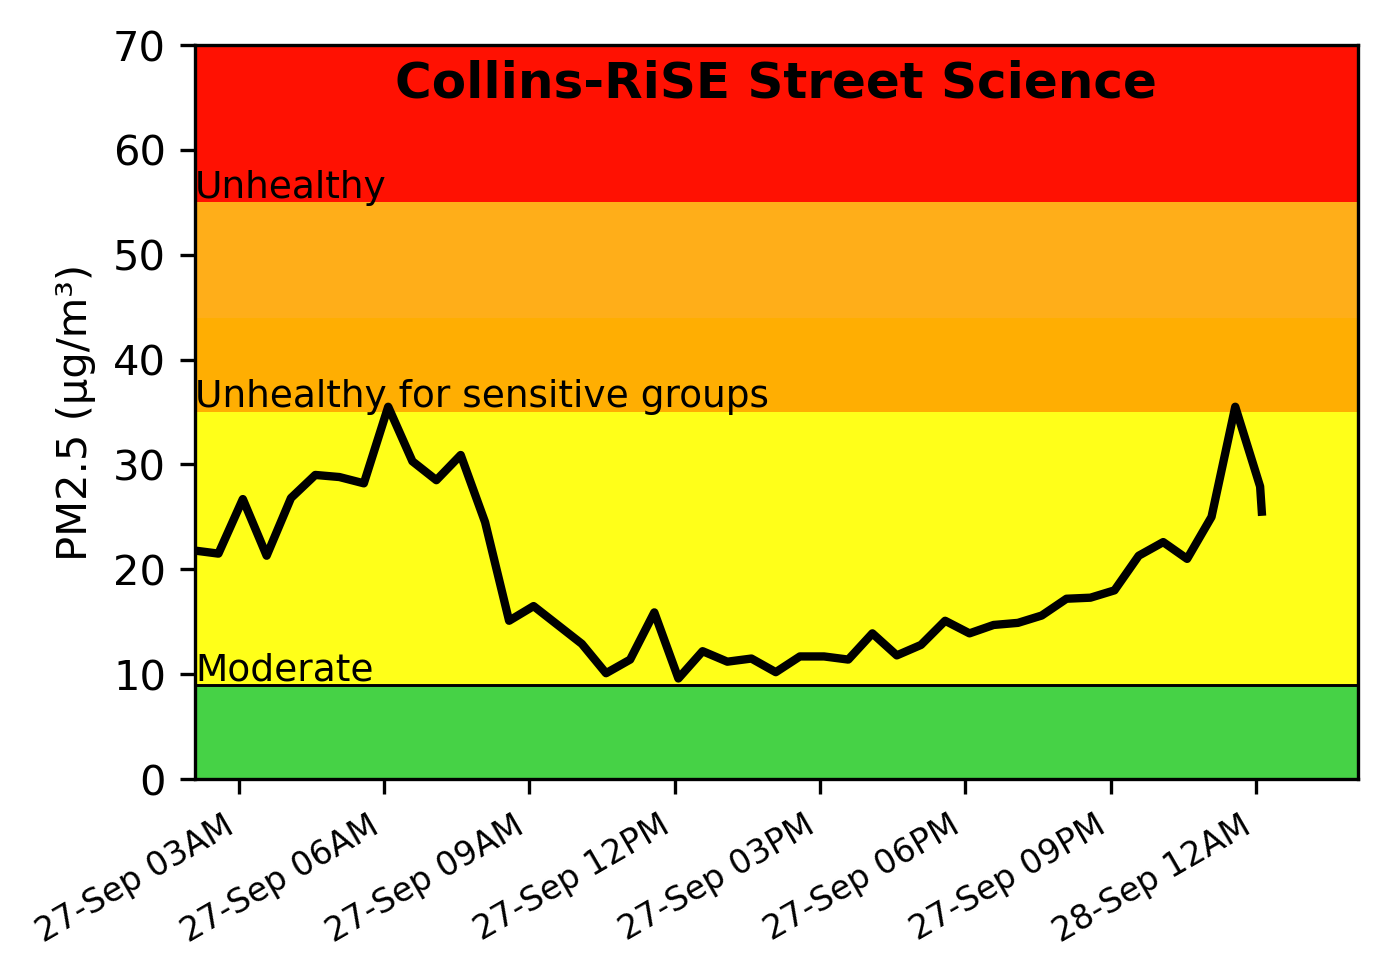 Collins-RiSE Street Science
PM2.5 (µg/m³)
70
60
50
40
30
20
10
0
Unhealthy
Unhealthy for sensitive groups
Moderate
27-Sep 03AM
27-Sep 06AM
27-Sep 09AM
27-Sep 12PM
27-Sep 03PM
27-Sep 06PM
27-Sep 09PM
28-Sep 12AM